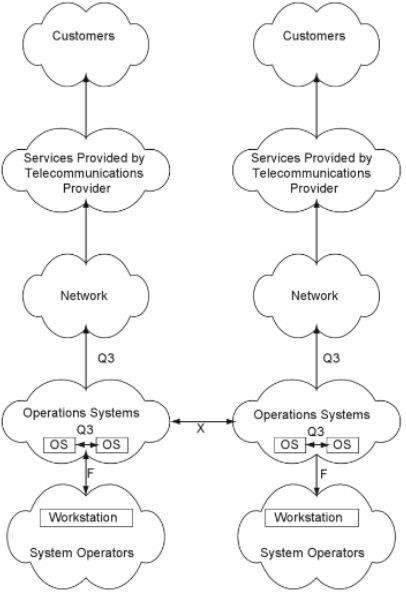 Customers
Customers
Services Provided by
Telecommunications
Provider
Services Provided by
Telecommunications
Provider
Network
Network
Q3
Q3
Operations Systems
Q3
OS
OS
X
Operations Systems
Q3
OS
OS
F
F
Workstation
System Operators
Workstation
System Operators